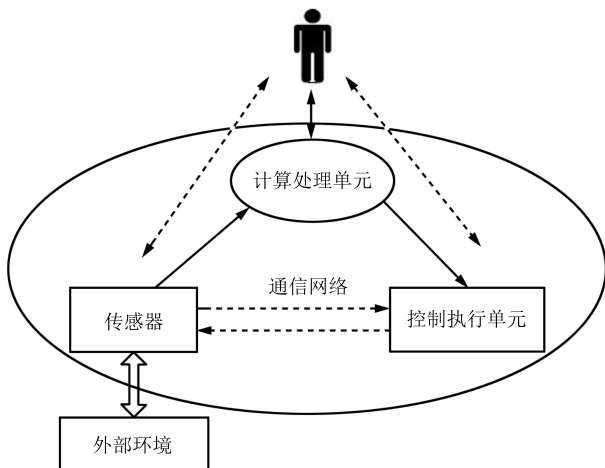 计算处理单元
通信网络
传感器
控制执行单元
外部环境